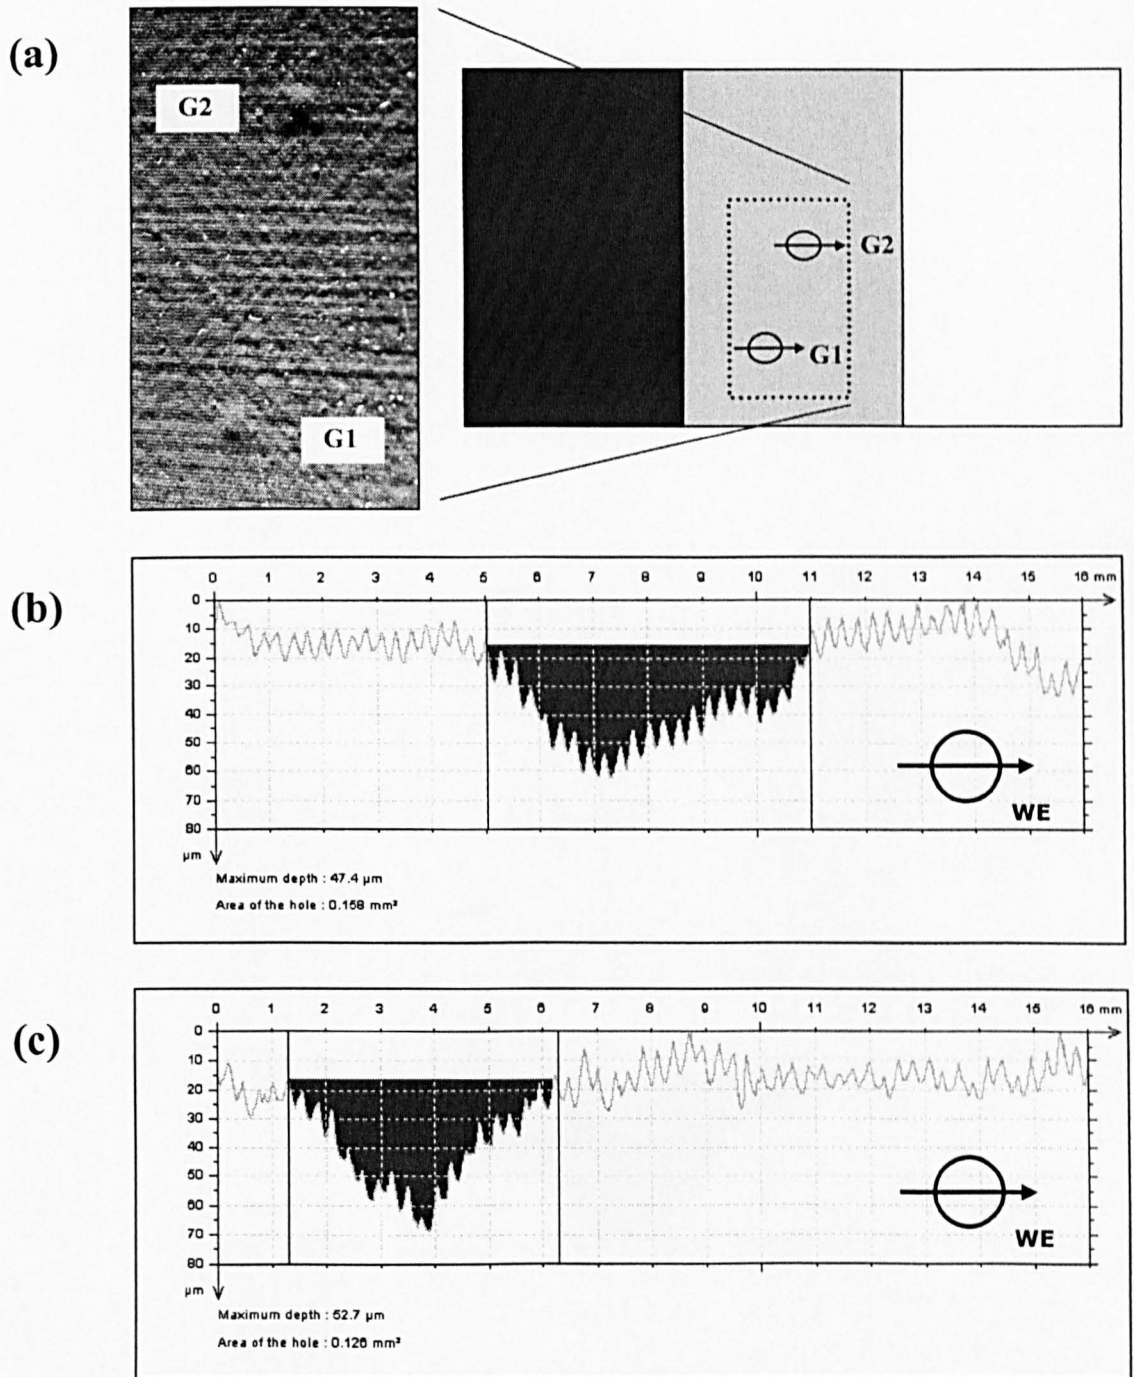 (a)
G2
G1
G2
G1
(b)
0 1 2 3 4 5 6 7 8 9 10 11 12 13 14 15 16 mm
0
10
20
30
40
50
60
70
80
µm
WE
Maximum depth : 47.4 µm
Area of the hole : 0.158 mm²
(c)
0 1 2 3 4 5 6 7 8 9 10 11 12 13 14 15 16 mm
0
10
20
30
40
50
60
70
80
µm
WE
Maximum depth : 52.7 µm
Area of the hole : 0.126 mm²